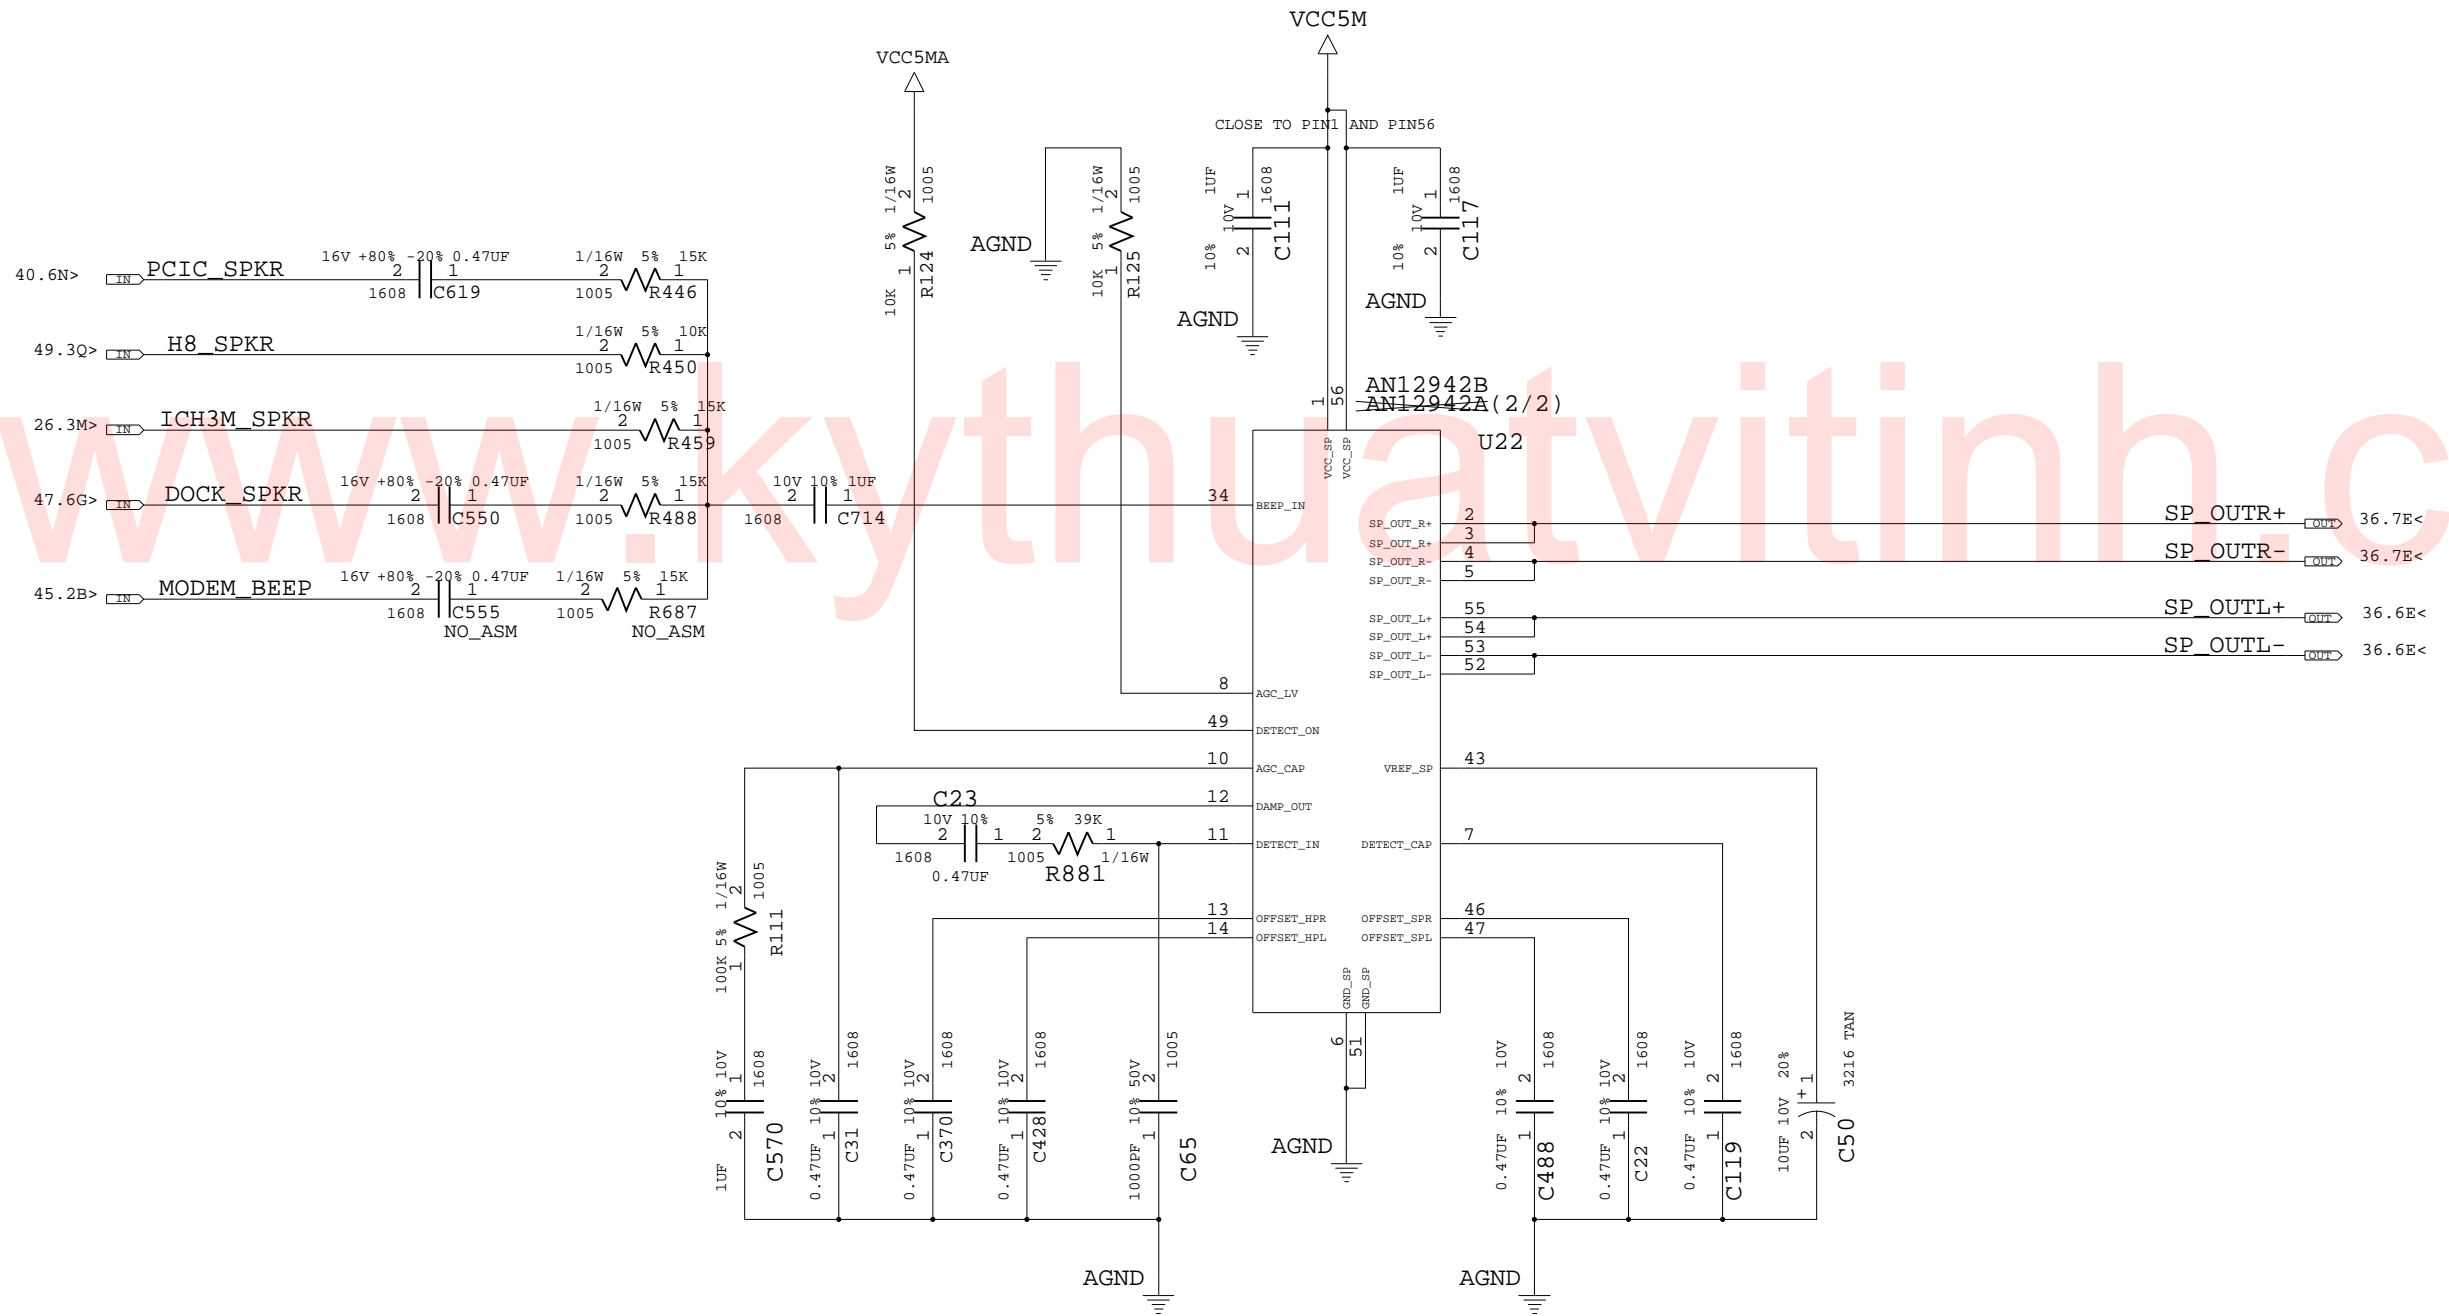 VCC5M
VCC5MA
CLOSE TO PIN1 AND PIN56
1/16W 2 1005
5% R124
10K 1
1/16W 2 1005
5% R125
10K 1
AGND
1UF 1 1608
10V C111
10% 2
AGND
1UF 1 1608
10V C117
10% 2
AGND
40.6N> IN PCIC_SPKR
16V +80% -20% 0.47UF
2 1
1608 C619
1/16W 5% 15K
2 1
1005 R446
49.3Q> IN H8_SPKR
1/16W 5% 10K
2 1
1005 R450
26.3M> IN ICH3M_SPKR
1/16W 5% 15K
2 1
1005 R459
47.6G> IN DOCK_SPKR
16V +80% -20% 0.47UF
2 1
1608 C550
1/16W 5% 15K
2 1
1005 R488
10V 10% 1UF
2 1
1608 C714
45.2B> IN MODEM_BEEP
16V +80% -20% 0.47UF
2 1
1608 C555
NO_ASM
1/16W 5% 15K
2 1
1005 R687
NO_ASM
www.kythuatvitinh.c
AN12942B
AN12942A(2/2)
U22
1 VCC_SP
56 VCC_SP
34 BEEP_IN
8 AGC_LV
49 DETECT_ON
10 AGC_CAP
12 DAMP_OUT
11 DETECT_IN
13 OFFSET_HPR
14 OFFSET_HPL
SP_OUT_R+ 2
SP_OUT_R+ 3
SP_OUT_R- 4
SP_OUT_R- 5
SP_OUT_L+ 55
SP_OUT_L+ 54
SP_OUT_L- 53
SP_OUT_L- 52
VREF_SP 43
DETECT_CAP 7
OFFSET_SPR 46
OFFSET_SPL 47
GND_SP 6
GND_SP 51
SP_OUTR+ OUT 36.7E<
SP_OUTR- OUT 36.7E<
SP_OUTL+ OUT 36.6E<
SP_OUTL- OUT 36.6E<
C23
10V 10%
2 1
1608
0.47UF
5% 39K
2 1
1005 1/16W
R881
100K 5% 1/16W
2 1005
1 R111
1UF 10% 10V
1 1608
2 C570
0.47UF 10% 10V
2 1608
1 C31
0.47UF 10% 10V
2 1608
1 C370
0.47UF 10% 10V
2 1608
1 C428
1000PF 10% 50V
2 1005
1 C65
AGND
AGND
0.47UF 10% 10V
2 1608
1 C488
0.47UF 10% 10V
2 1608
1 C22
0.47UF 10% 10V
2 1608
1 C119
10UF 10V 20%
+ 1 3216 TAN
2 C50
AGND